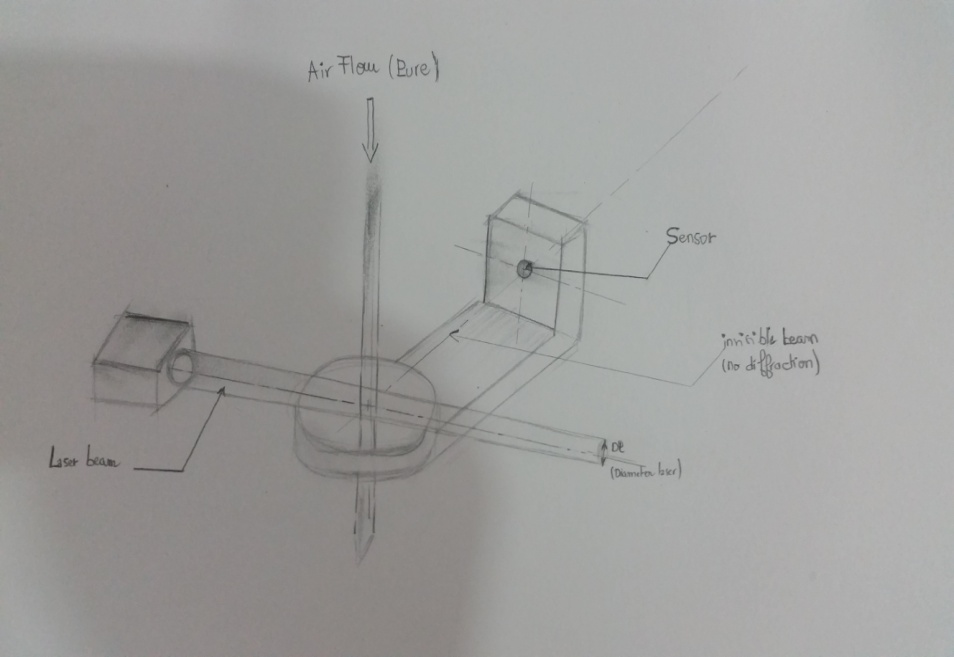 Air Flow (Pure)
Sensor
invisible beam
(no diffraction)
Laser beam
Dl
(Diameter laser)